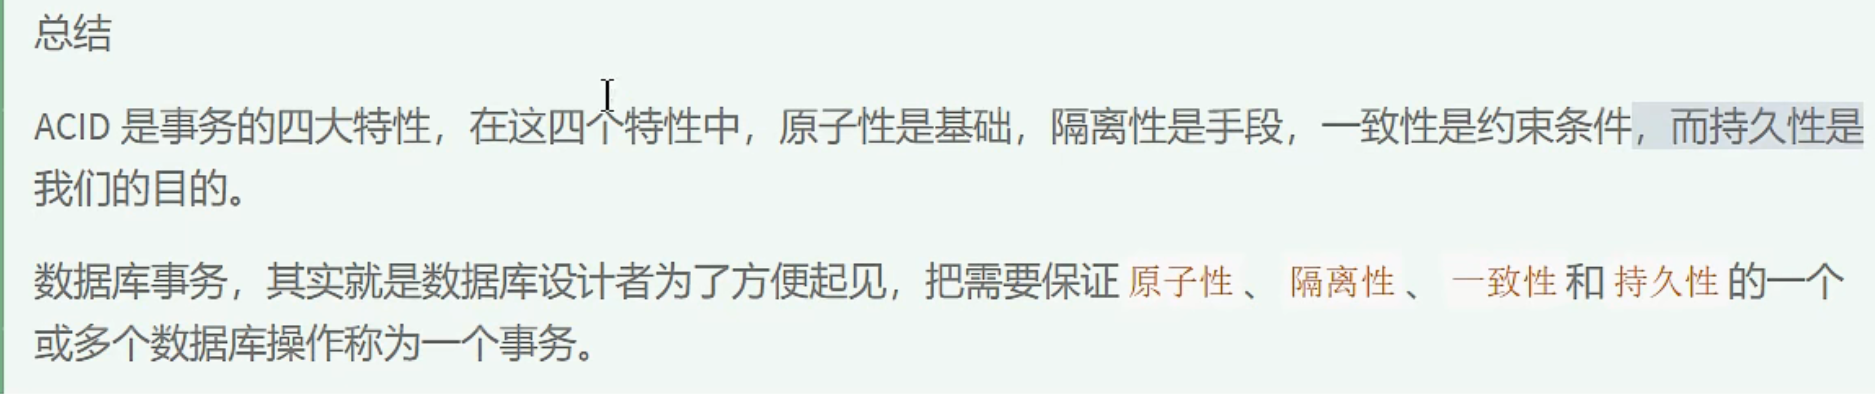 总结
ACID 是事务的四大特性，在这四个特性中，原子性是基础，隔离性是手段，一致性是约束条件，而持久性是
我们的目的。
数据库事务，其实就是数据库设计者为了方便起见，把需要保证 原子性 、 隔离性 、 一致性 和 持久性 的一个
或多个数据库操作称为一个事务。